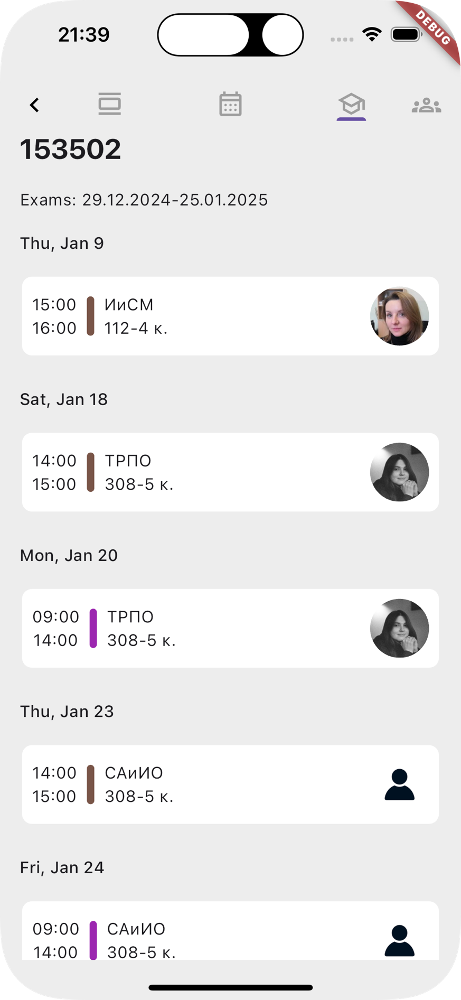 21:39
DEBUG
153502
Exams: 29.12.2024-25.01.2025
Thu, Jan 9
15:00 ИиСМ
16:00 112-4 к.
Sat, Jan 18
14:00 ТРПО
15:00 308-5 к.
Mon, Jan 20
09:00 ТРПО
14:00 308-5 к.
Thu, Jan 23
14:00 САиИО
15:00 308-5 к.
Fri, Jan 24
09:00 САиИО
14:00 308-5 к.